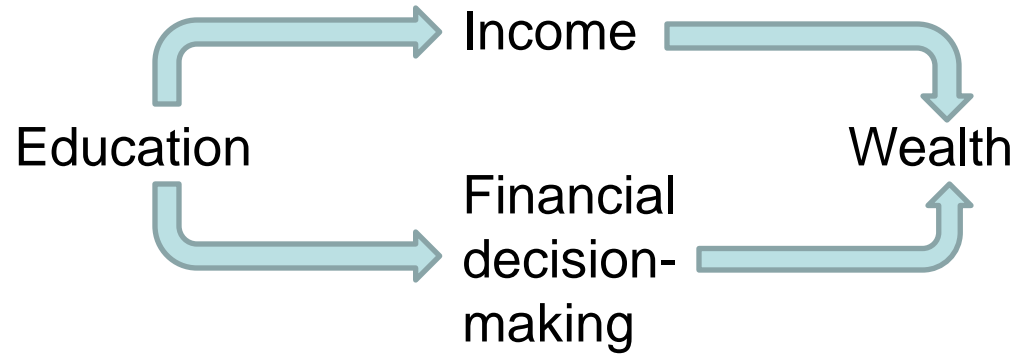 Income
Education
Wealth
Financial
decision-
making